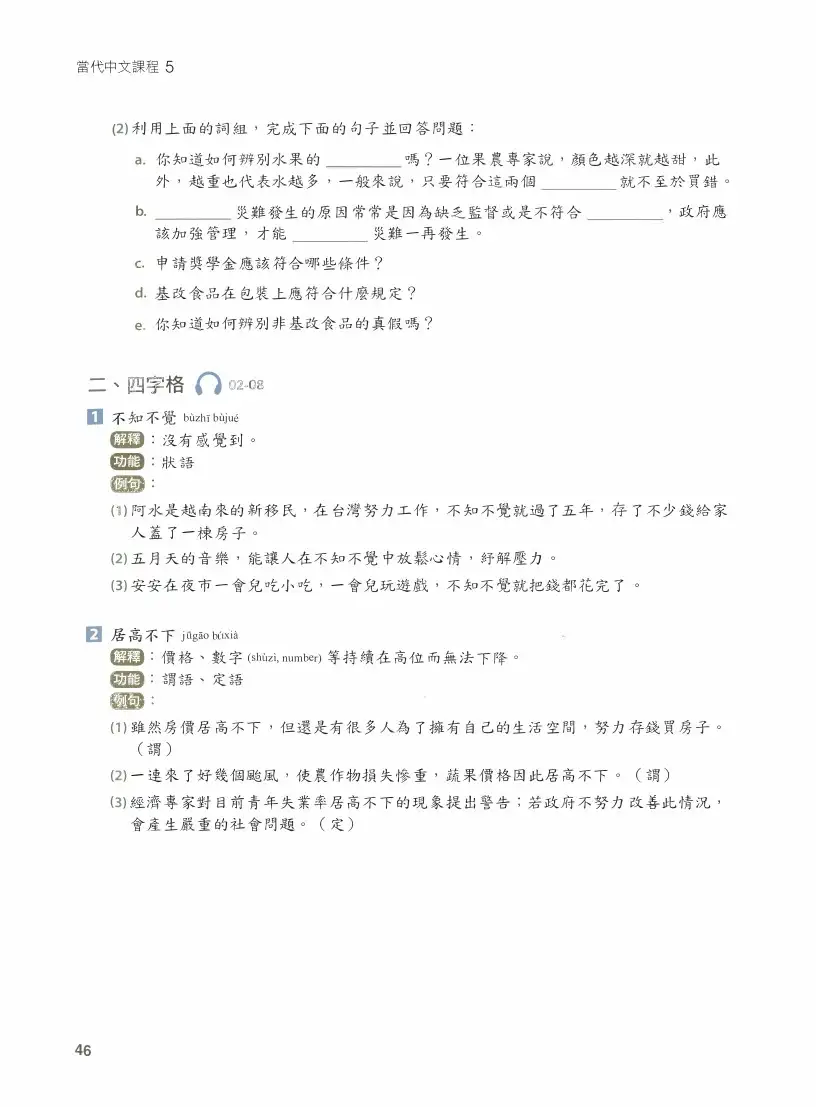 當代中文課程 5
(2) 利用上面的詞組，完成下面的句子並回答問題：
a. 你知道如何辨別水果的 ________ 嗎？一位果農專家說，顏色越深就越甜，此
外，越重也代表水越多，一般來說，只要符合這兩個 ________ 就不至於買錯。
b. ________ 災難發生的原因常常是因為缺乏監督或是不符合 ________，政府應
該加強管理，才能 ________ 災難一再發生。
c. 申請獎學金應該符合哪些條件？
d. 基改食品在包裝上應符合什麼規定？
e. 你知道如何辨別非基改食品的真假嗎？
二、四字格 02-08
1 不知不覺 bùzhī bùjué
解釋：沒有感覺到。
功能：狀語
例句：
(1) 阿水是越南來的新移民，在台灣努力工作，不知不覺就過了五年，存了不少錢給家
人蓋了一棟房子。
(2) 五月天的音樂，能讓人在不知不覺中放鬆心情，紓解壓力。
(3) 安安在夜市一會兒吃小吃，一會兒玩遊戲，不知不覺就把錢都花完了。
2 居高不下 jūgāo búxià
解釋：價格、數字 (shùzì, number) 等持續在高位而無法下降。
功能：謂語、定語
例句：
(1) 雖然房價居高不下，但還是有很多人為了擁有自己的生活空間，努力存錢買房子。
（謂）
(2) 一連來了好幾個颱風，使農作物損失慘重，蔬果價格因此居高不下。（謂）
(3) 經濟專家對目前青年失業率居高不下的現象提出警告；若政府不努力改善此情況，
會產生嚴重的社會問題。（定）
46